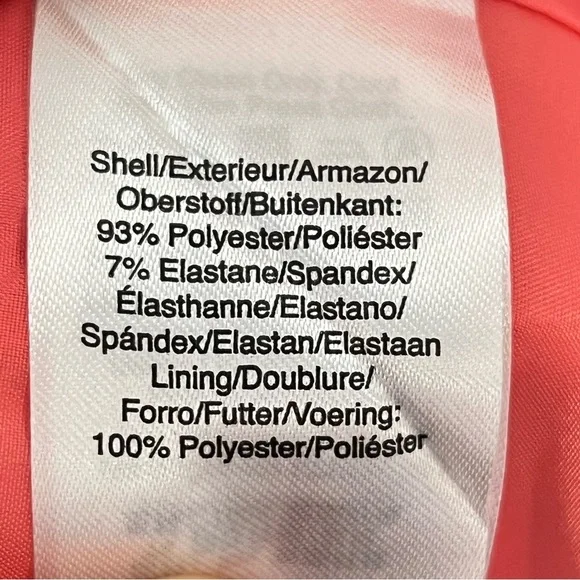 Shell/Exterieur/Armazon/
Oberstoff/Buitenkant:
93% Polyester/Poliéster
7% Elastane/Spandex/
Élasthanne/Elastano/
Spándex/Elastan/Elastaan
Lining/Doublure/
Forro/Futter/Voering:
100% Polyester/Poliéster